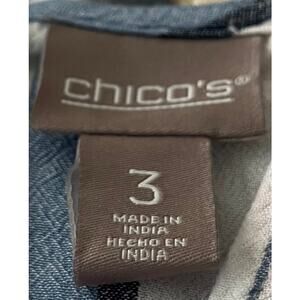 chico's®
3
MADE IN
INDIA
HECHO EN
INDIA